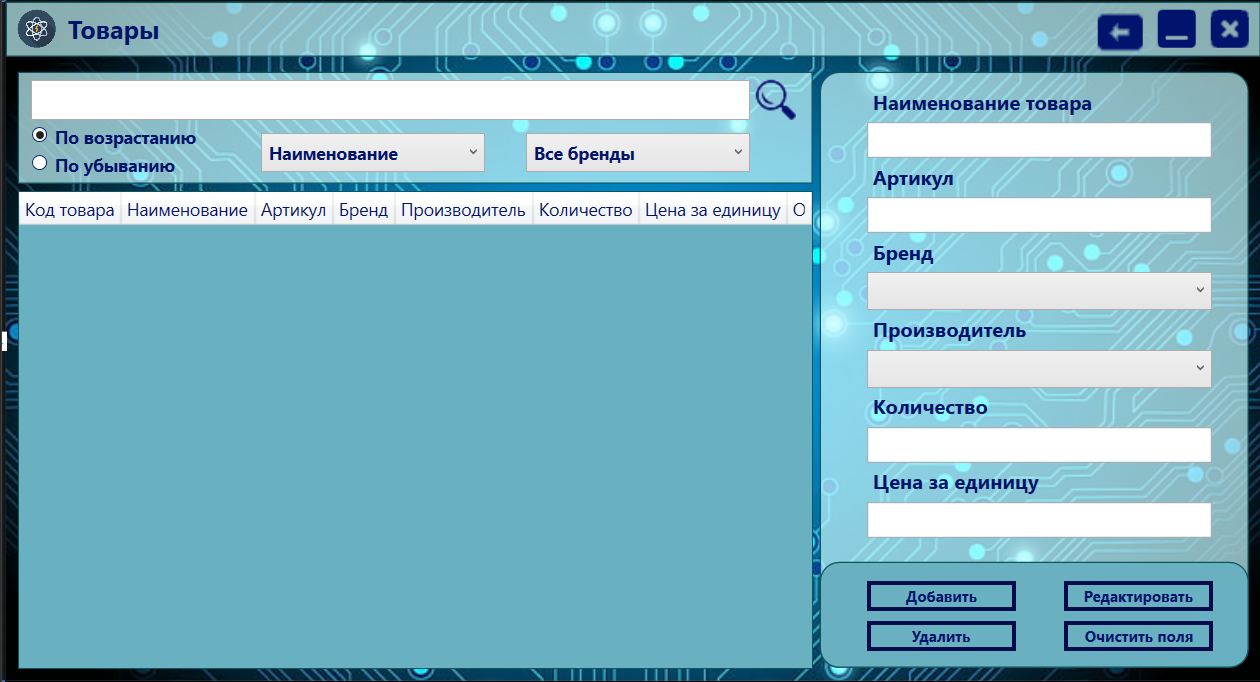 Товары
По возрастанию
По убыванию
Наименование
Все бренды
Код товара Наименование Артикул Бренд Производитель Количество Цена за единицу О
Наименование товара
Артикул
Бренд
Производитель
Количество
Цена за единицу
Добавить Редактировать
Удалить Очистить поля